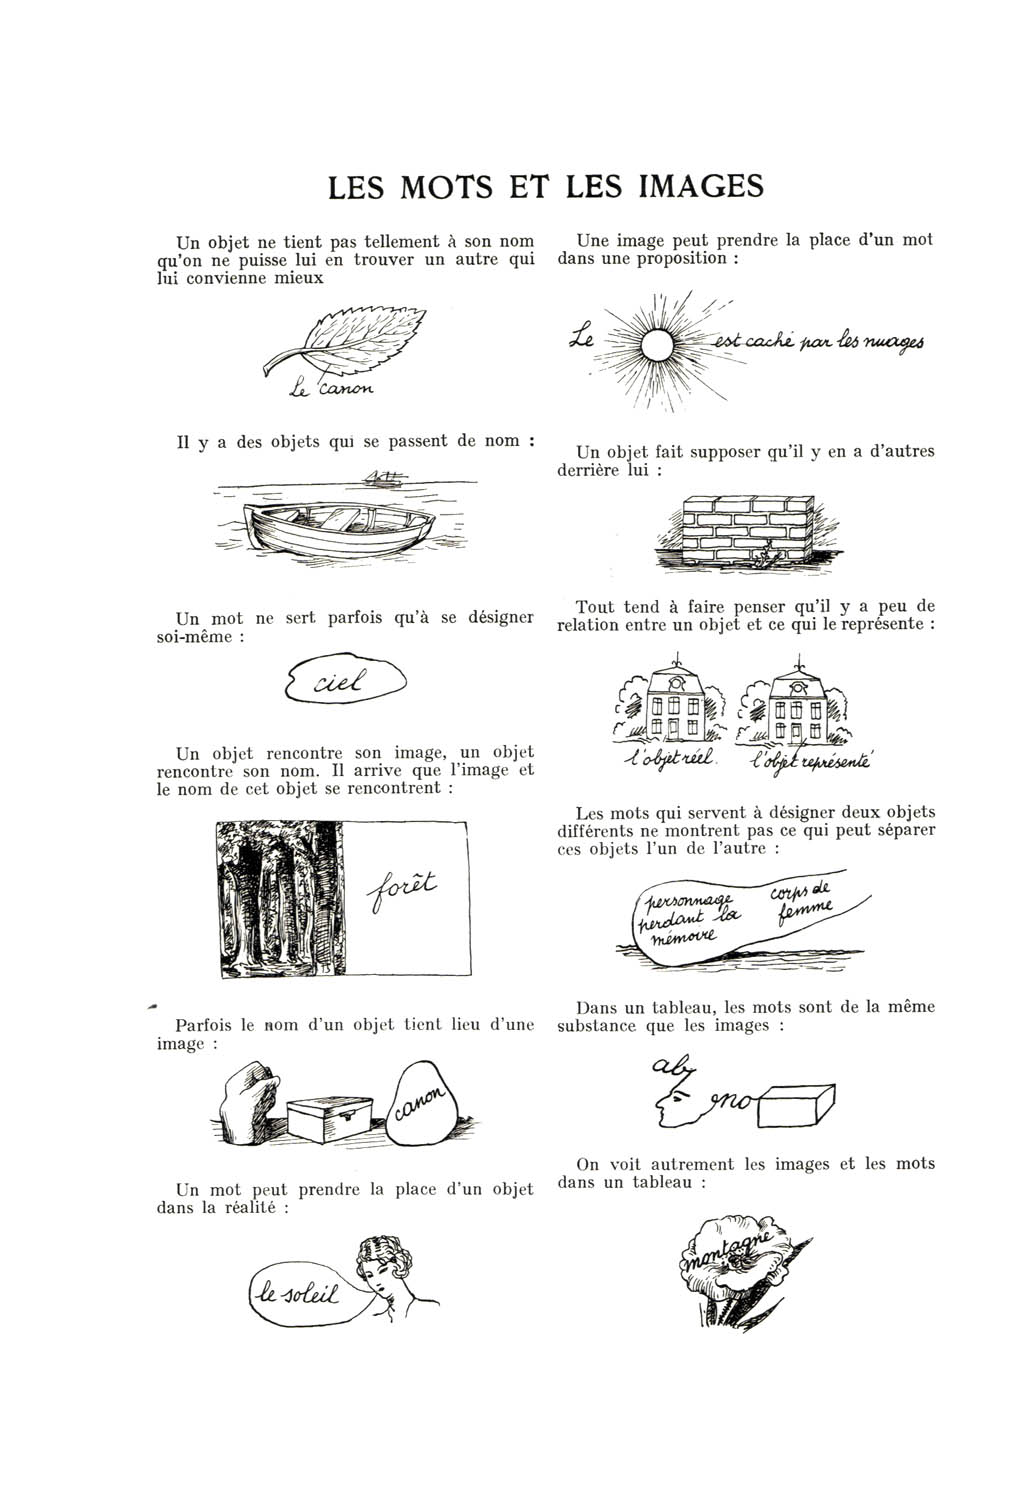 LES MOTS ET LES IMAGES
Un objet ne tient pas tellement à son nom
qu'on ne puisse lui en trouver un autre qui
lui convienne mieux
Le canon
Il y a des objets qui se passent de nom :
Un mot ne sert parfois qu'à se désigner
soi-même :
ciel
Un objet rencontre son image, un objet
rencontre son nom. Il arrive que l'image et
le nom de cet objet se rencontrent :
forêt
Parfois le nom d'un objet tient lieu d'une
image :
canon
Un mot peut prendre la place d'un objet
dans la réalité :
le soleil
Une image peut prendre la place d'un mot
dans une proposition :
Le est caché par les nuages
Un objet fait supposer qu'il y en a d'autres
derrière lui :
Tout tend à faire penser qu'il y a peu de
relation entre un objet et ce qui le représente :
l'objet réel.
l'objet représenté
Les mots qui servent à désigner deux objets
différents ne montrent pas ce qui peut séparer
ces objets l'un de l'autre :
personnage
perdant la
mémoire
corps de
femme
Dans un tableau, les mots sont de la même
substance que les images :
no
On voit autrement les images et les mots
dans un tableau :
montagne